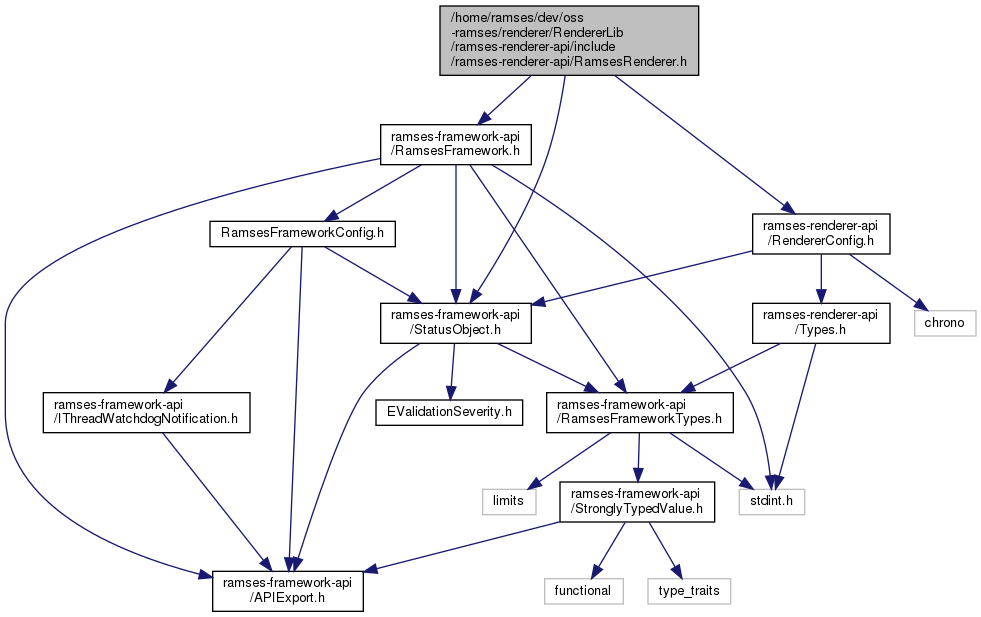 /home/ramses/dev/oss
-ramses/renderer/RendererLib
/ramses-renderer-api/include
/ramses-renderer-api/RamsesRenderer.h
ramses-framework-api
/RamsesFramework.h
RamsesFrameworkConfig.h
ramses-renderer-api
/RendererConfig.h
ramses-framework-api
/StatusObject.h
ramses-renderer-api
/Types.h
chrono
ramses-framework-api
/IThreadWatchdogNotification.h
EValidationSeverity.h
ramses-framework-api
/RamsesFrameworkTypes.h
limits
ramses-framework-api
/StronglyTypedValue.h
stdint.h
ramses-framework-api
/APIExport.h
functional
type_traits